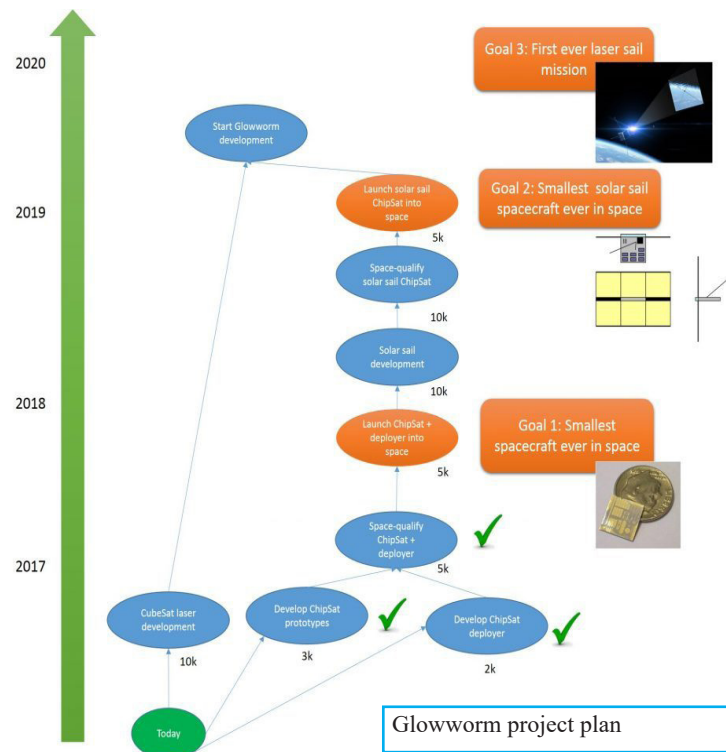 2020
Goal 3: First ever laser sail
mission
Start Glowworm
development
2019
Launch solar sail
ChipSat into
space
5k
Goal 2: Smallest solar sail
spacecraft ever in space
Space-qualify
solar sail ChipSat
10k
Solar sail
development
10k
2018
Launch ChipSat +
deployer into
space
5k
Goal 1: Smallest
spacecraft ever in space
Space-qualify
ChipSat +
deployer
5k
2017
CubeSat laser
development
10k
Develop ChipSat
prototypes
3k
Develop ChipSat
deployer
2k
Today
Glowworm project plan